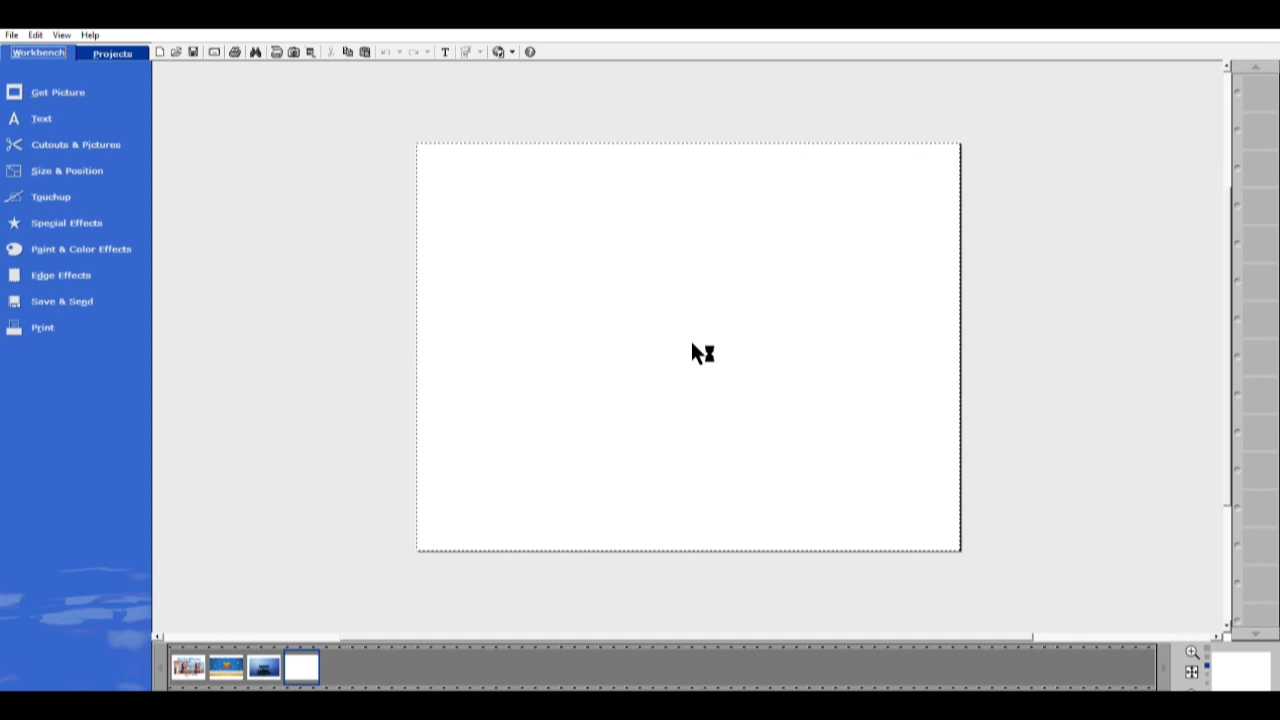 File Edit View Help
Workbench Projects
Get Picture
Text
Cutouts & Pictures
Size & Position
Touchup
Special Effects
Paint & Color Effects
Edge Effects
Save & Send
Print